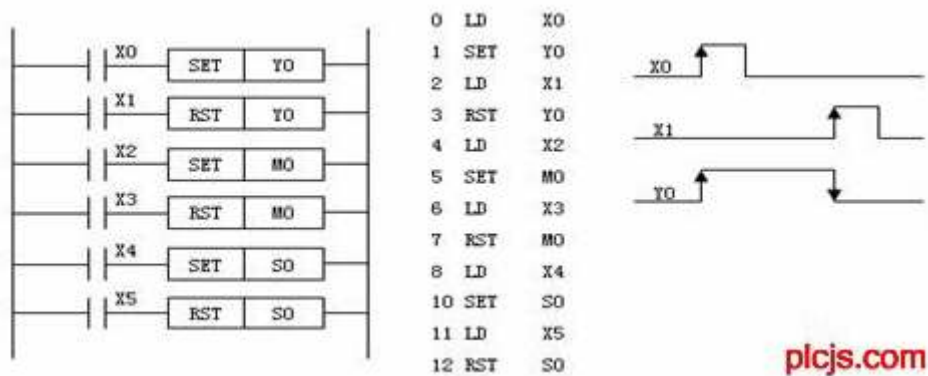 X0
SET Y0
X1
RST Y0
X2
SET M0
X3
RST M0
X4
SET S0
X5
RST S0
0 LD X0
1 SET Y0
2 LD X1
3 RST Y0
4 LD X2
5 SET M0
6 LD X3
7 RST M0
8 LD X4
10 SET S0
11 LD X5
12 RST S0
X0
X1
Y0
plcjs.com